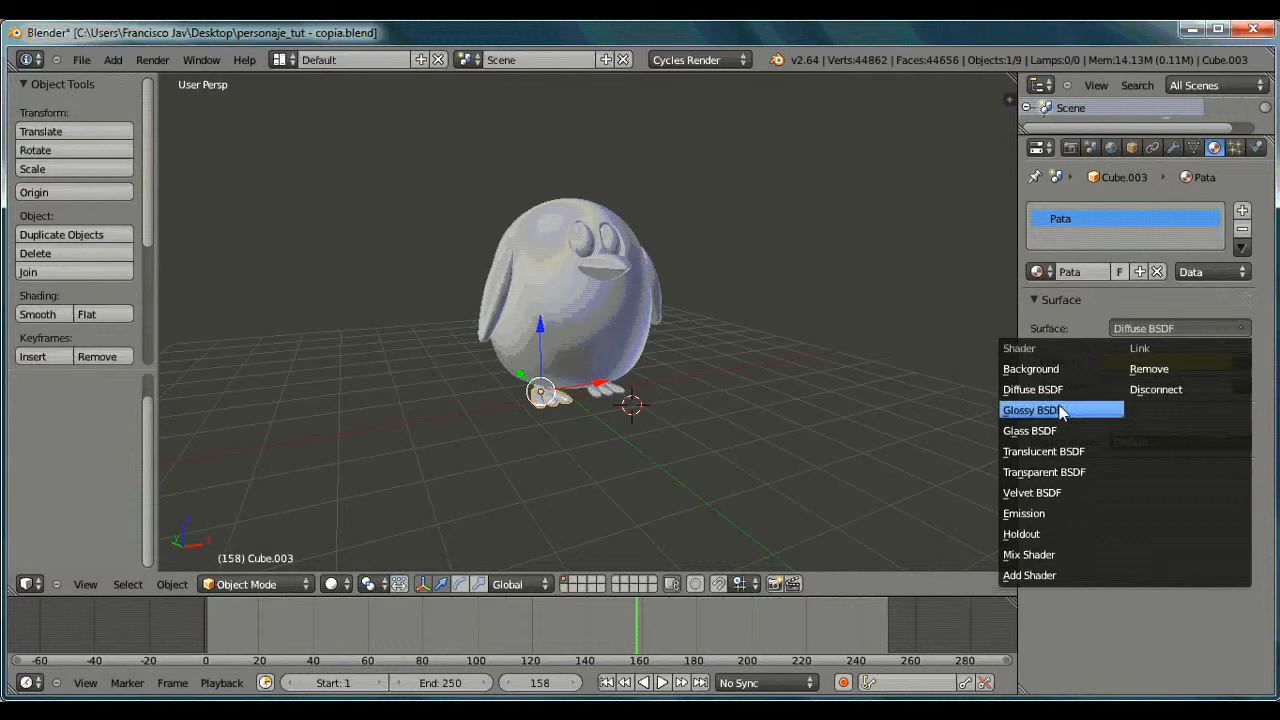 Blender* [C:\Users\Francisco Jav\Desktop\personaje_tut - copia.blend]
File Add Render Window Help Default Scene Cycles Render v2.64 | Verts:44862 | Faces:44656 | Objects:1/9 | Lamps:0/0 | Mem:14.13M (0.11M) | Cube.003
Object Tools
Transform:
Translate
Rotate
Scale
Origin
Object:
Duplicate Objects
Delete
Join
Shading:
Smooth Flat
Keyframes:
Insert Remove
User Persp
(158) Cube.003
View Select Object Object Mode Global
View Search All Scenes
Scene
Cube.003 Pata
Pata
Pata F Data
Surface
Surface: Diffuse BSDF
Shader Link
Background Remove
Diffuse BSDF Disconnect
Glossy BSDF
Glass BSDF
Translucent BSDF
Transparent BSDF
Velvet BSDF
Emission
Holdout
Mix Shader
Add Shader
-60 -40 -20 0 20 40 60 80 100 120 140 160 180 200 220 240 260 280
View Marker Frame Playback Start: 1 End: 250 158 No Sync